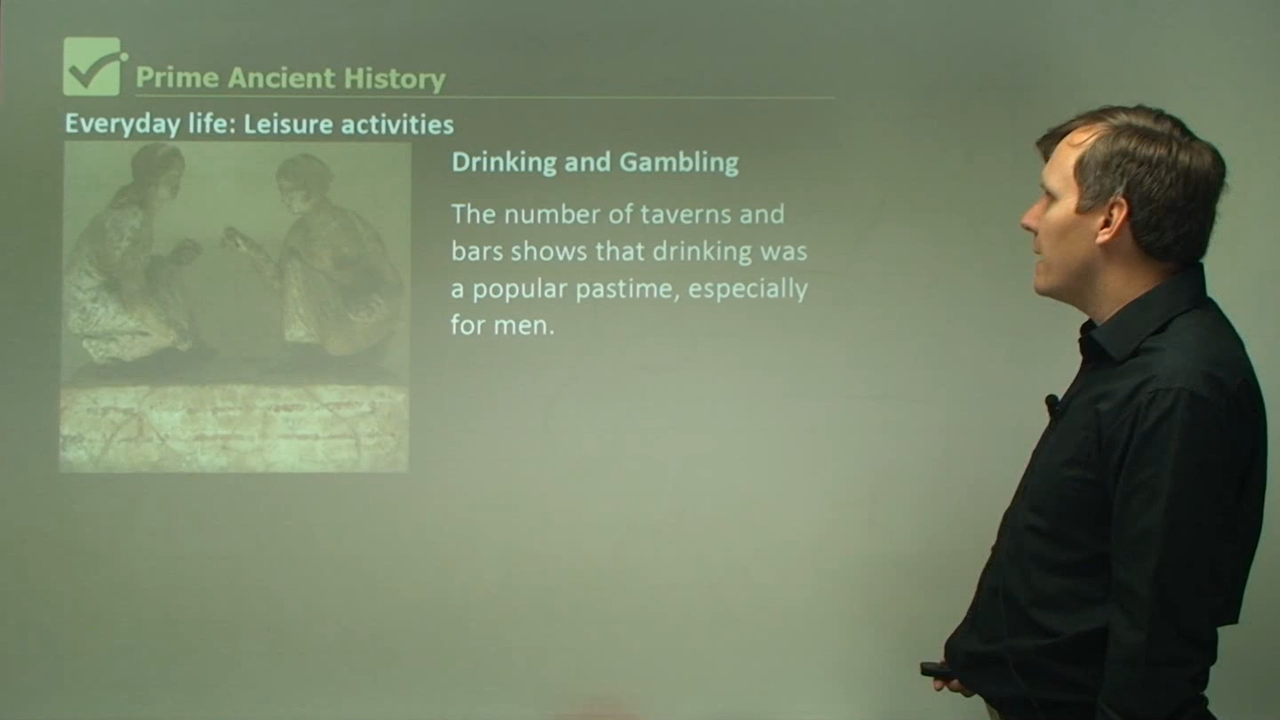 Prime Ancient History
Everyday life: Leisure activities
Drinking and Gambling
The number of taverns and
bars shows that drinking was
a popular pastime, especially
for men.